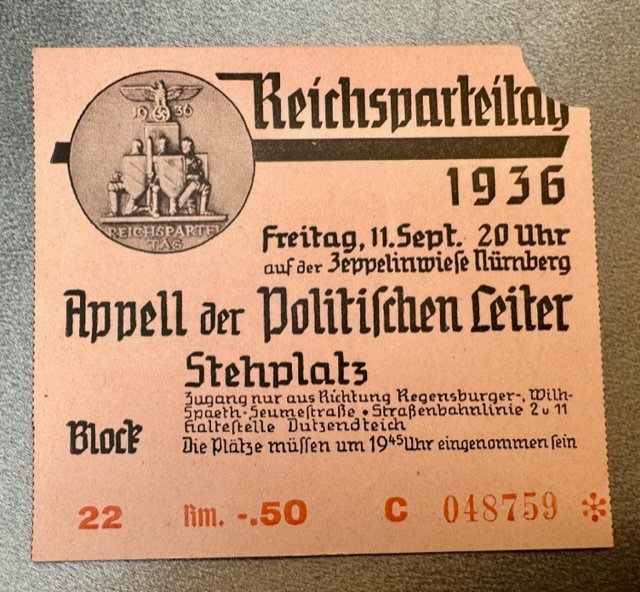 Reichsparteitag
1936
1936
REICHSPARTEI
TAG
Freitag, 11. Sept. 20 Uhr
auf der Zeppelinwieſe Nürnberg
Appell der Politiſchen Leiter
Stehplatz
Zugang nur aus Richtung Regensburger-, Wilh-
Spaeth-Seumeſtraße • Straßenbahnlinie 2 u 11
Halteſtelle Dutzendteich
Block
Die Plätze müſſen um 19⁴⁵ Uhr eingenommen ſein
22 Rm. -.50 C 048759 *